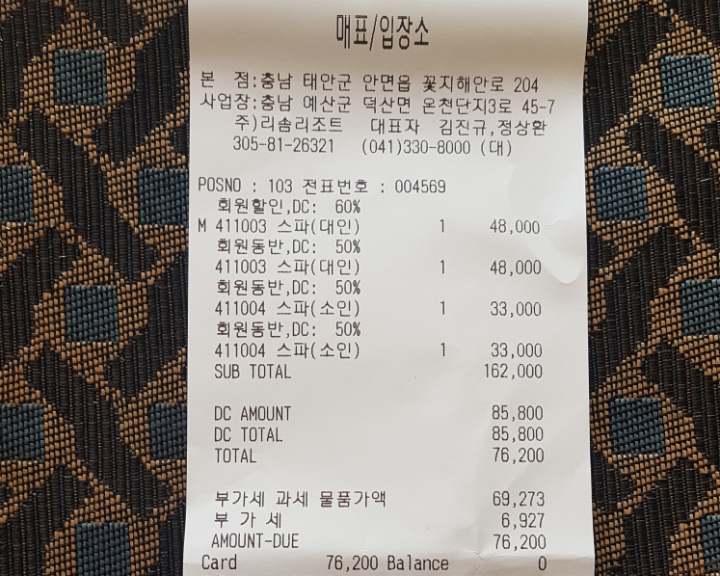 매표/입장소
본 점:충남 태안군 안면읍 꽃지해안로 204
사업장:충남 예산군 덕산면 온천단지3로 45-7
주)리솜리조트 대표자 김진규,정상환
305-81-26321 (041)330-8000 (대)
POSNO : 103 전표번호 : 004569
회원할인,DC: 60%
M 411003 스파(대인) 1 48,000
회원동반,DC: 50%
411003 스파(대인) 1 48,000
회원동반,DC: 50%
411004 스파(소인) 1 33,000
회원동반,DC: 50%
411004 스파(소인) 1 33,000
SUB TOTAL 162,000
DC AMOUNT 85,800
DC TOTAL 85,800
TOTAL 76,200
부가세 과세 물품가액 69,273
부 가 세 6,927
AMOUNT-DUE 76,200
Card 76,200 Balance 0